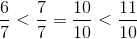 6/7 < 7/7 = 10/10 < 11/10